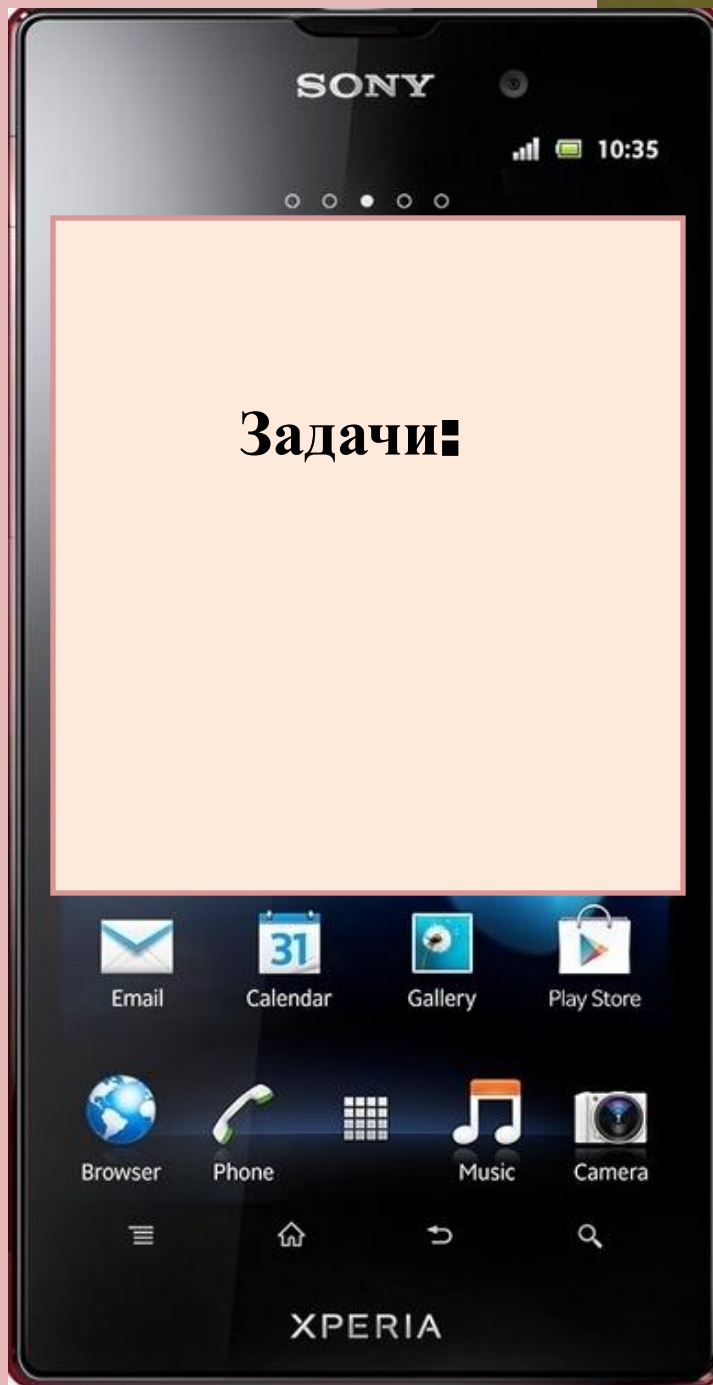 SONY
10:35
Задачи:
31
Email Calendar Gallery Play Store
Browser Phone Music Camera
XPERIA